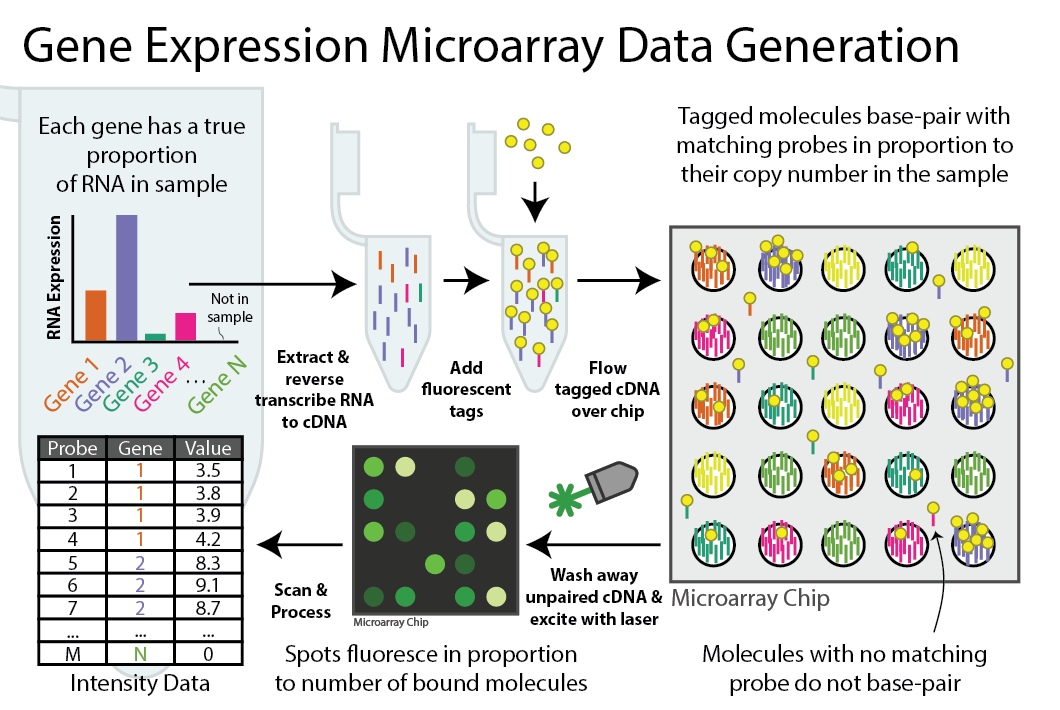 Gene Expression Microarray Data Generation
Each gene has a true
proportion
of RNA in sample
RNA Expression
Not in
sample
Gene 1
Gene 2
Gene 3
Gene 4
...
Gene N
Extract &
reverse
transcribe RNA
to cDNA
Add
fluorescent
tags
Flow
tagged cDNA
over chip
Tagged molecules base-pair with
matching probes in proportion to
their copy number in the sample
Microarray Chip
Molecules with no matching
probe do not base-pair
Wash away
unpaired cDNA &
excite with laser
Microarray Chip
Spots fluoresce in proportion
to number of bound molecules
Scan &
Process
Probe Gene Value
1 1 3.5
2 1 3.8
3 1 3.9
4 1 4.2
5 2 8.3
6 2 9.1
7 2 8.7
... ... ...
M N 0
Intensity Data